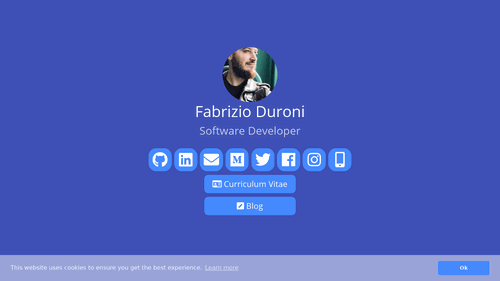 Fabrizio Duroni
Software Developer
Curriculum Vitae
Blog
This website uses cookies to ensure you get the best experience. Learn more
Ok